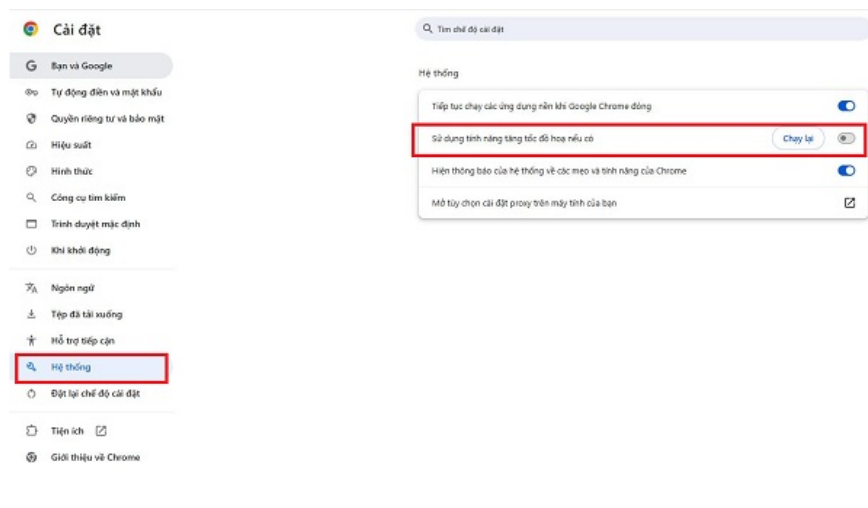 Cài đặt
Tìm chế độ cài đặt
Bạn và Google
Tự động điền và mật khẩu
Quyền riêng tư và bảo mật
Hiệu suất
Hình thức
Công cụ tìm kiếm
Trình duyệt mặc định
Khi khởi động
Ngôn ngữ
Tệp đã tải xuống
Hỗ trợ tiếp cận
Hệ thống
Đặt lại chế độ cài đặt
Tiện ích
Giới thiệu về Chrome
Hệ thống
Tiếp tục chạy các ứng dụng nền khi Google Chrome đóng
Sử dụng tính năng tăng tốc đồ hoạ nếu có
Chạy lại
Hiện thông báo của hệ thống về các mẹo và tính năng của Chrome
Mở tùy chọn cài đặt proxy trên máy tính của bạn